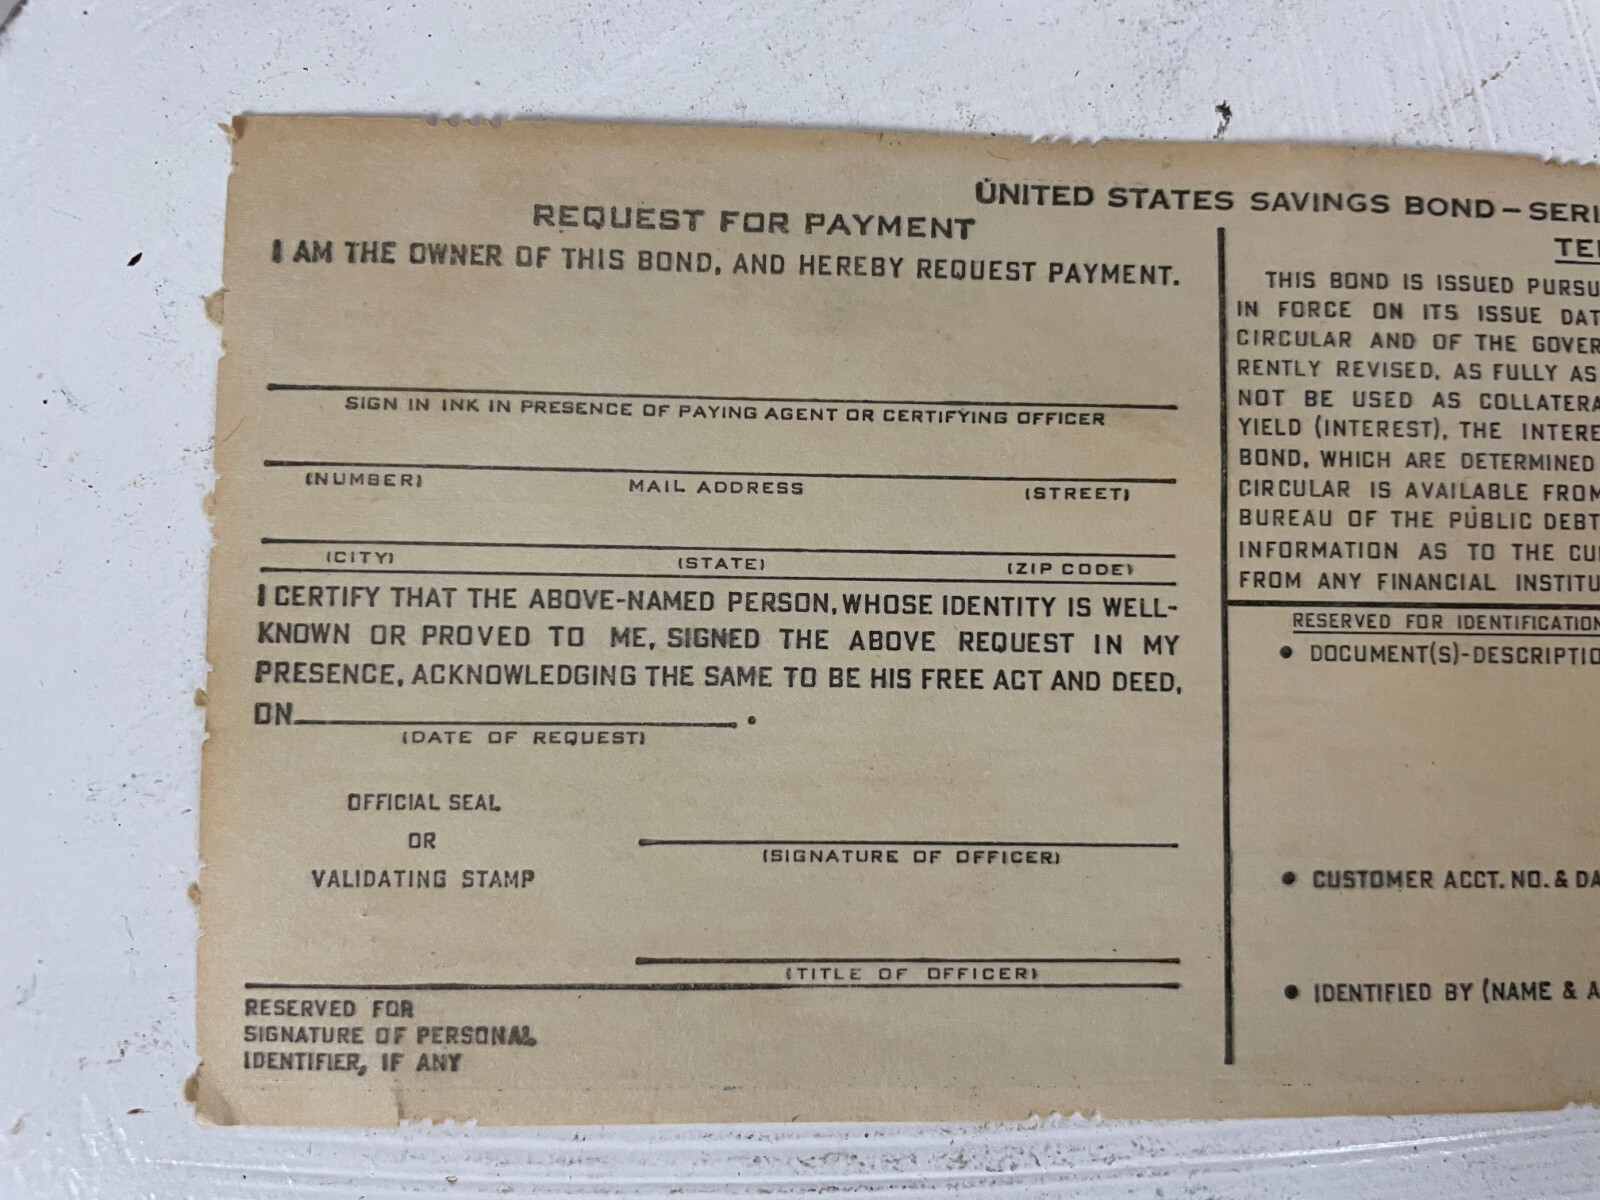 UNITED STATES SAVINGS BOND – SERI
REQUEST FOR PAYMENT
I AM THE OWNER OF THIS BOND, AND HEREBY REQUEST PAYMENT.
SIGN IN INK IN PRESENCE OF PAYING AGENT OR CERTIFYING OFFICER
(NUMBER) MAIL ADDRESS (STREET)
(CITY) (STATE) (ZIP CODE)
I CERTIFY THAT THE ABOVE-NAMED PERSON, WHOSE IDENTITY IS WELL-
KNOWN OR PROVED TO ME, SIGNED THE ABOVE REQUEST IN MY
PRESENCE, ACKNOWLEDGING THE SAME TO BE HIS FREE ACT AND DEED,
ON ____________.
(DATE OF REQUEST)
OFFICIAL SEAL
OR
VALIDATING STAMP
(SIGNATURE OF OFFICER)
(TITLE OF OFFICER)
RESERVED FOR
SIGNATURE OF PERSONAL
IDENTIFIER, IF ANY
TE
THIS BOND IS ISSUED PURSU
IN FORCE ON ITS ISSUE DAT
CIRCULAR AND OF THE GOVER
RENTLY REVISED, AS FULLY AS
NOT BE USED AS COLLATERA
YIELD (INTEREST), THE INTERE
BOND, WHICH ARE DETERMINED
CIRCULAR IS AVAILABLE FROM
BUREAU OF THE PUBLIC DEBT
INFORMATION AS TO THE CU
FROM ANY FINANCIAL INSTITU
RESERVED FOR IDENTIFICATION
• DOCUMENT(S)-DESCRIPTIO
• CUSTOMER ACCT. NO. & DA
• IDENTIFIED BY (NAME & A